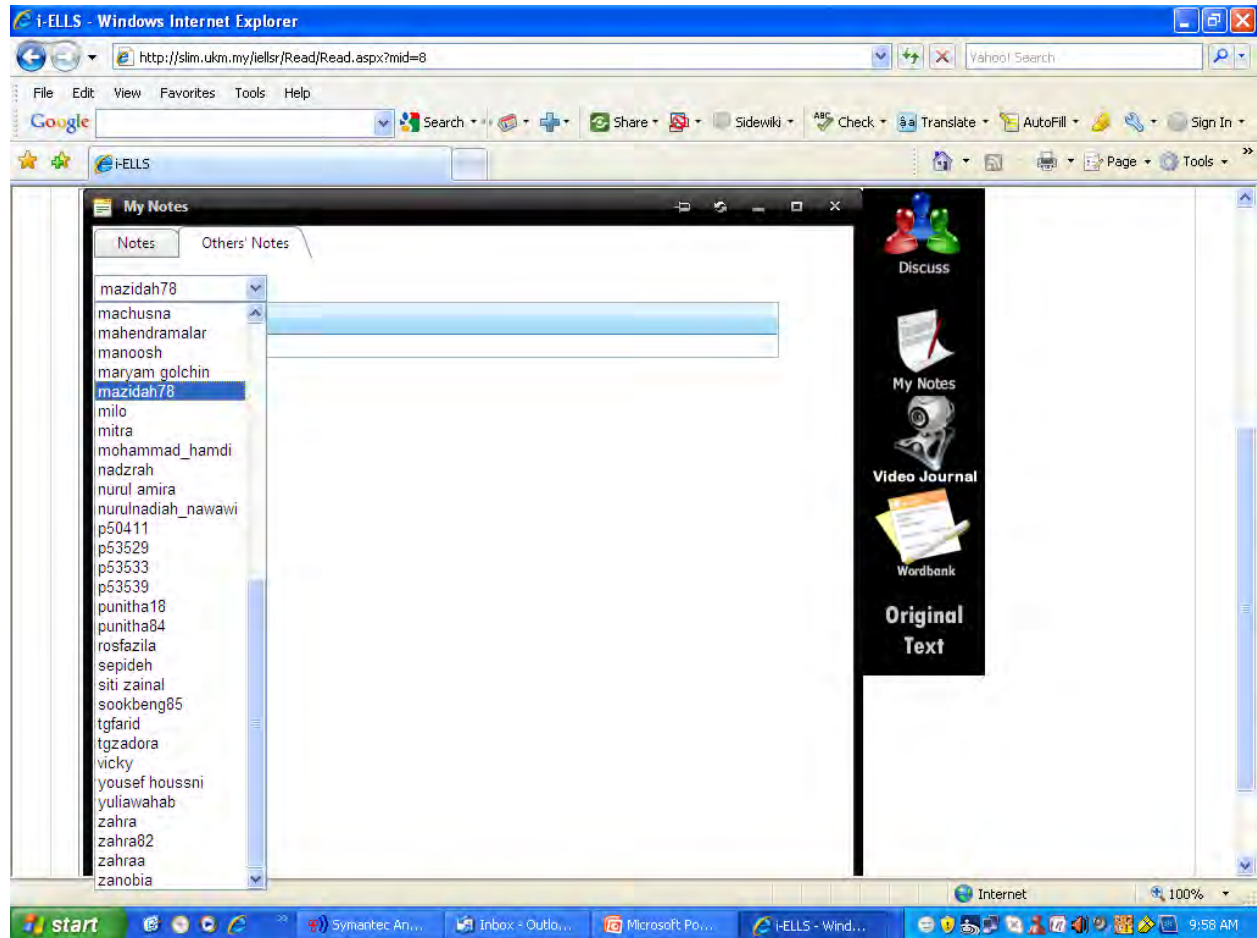 i-ELLS - Windows Internet Explorer
http://slim.ukm.my/iellsr/Read/Read.aspx?mid=8
Yahoo! Search
File Edit View Favorites Tools Help
Google Search Share Sidewiki Check Translate AutoFill Sign In
i-ELLS Page Tools
My Notes
Notes Others' Notes
mazidah78
machusna
mahendramalar
manoosh
maryam golchin
mazidah78
milo
mitra
mohammad_hamdi
nadzrah
nurul amira
nurulnadiah_nawawi
p50411
p53529
p53533
p53539
punitha18
punitha84
rosfazila
sepideh
siti zainal
sookbeng85
tgfarid
tgzadora
vicky
yousef houssni
yuliawahab
zahra
zahra82
zahraa
zanobia
Discuss
My Notes
Video Journal
Wordbank
Original
Text
Internet 100%
start Symantec An... Inbox - Outlo... Microsoft Po... i-ELLS - Wind... 9:58 AM